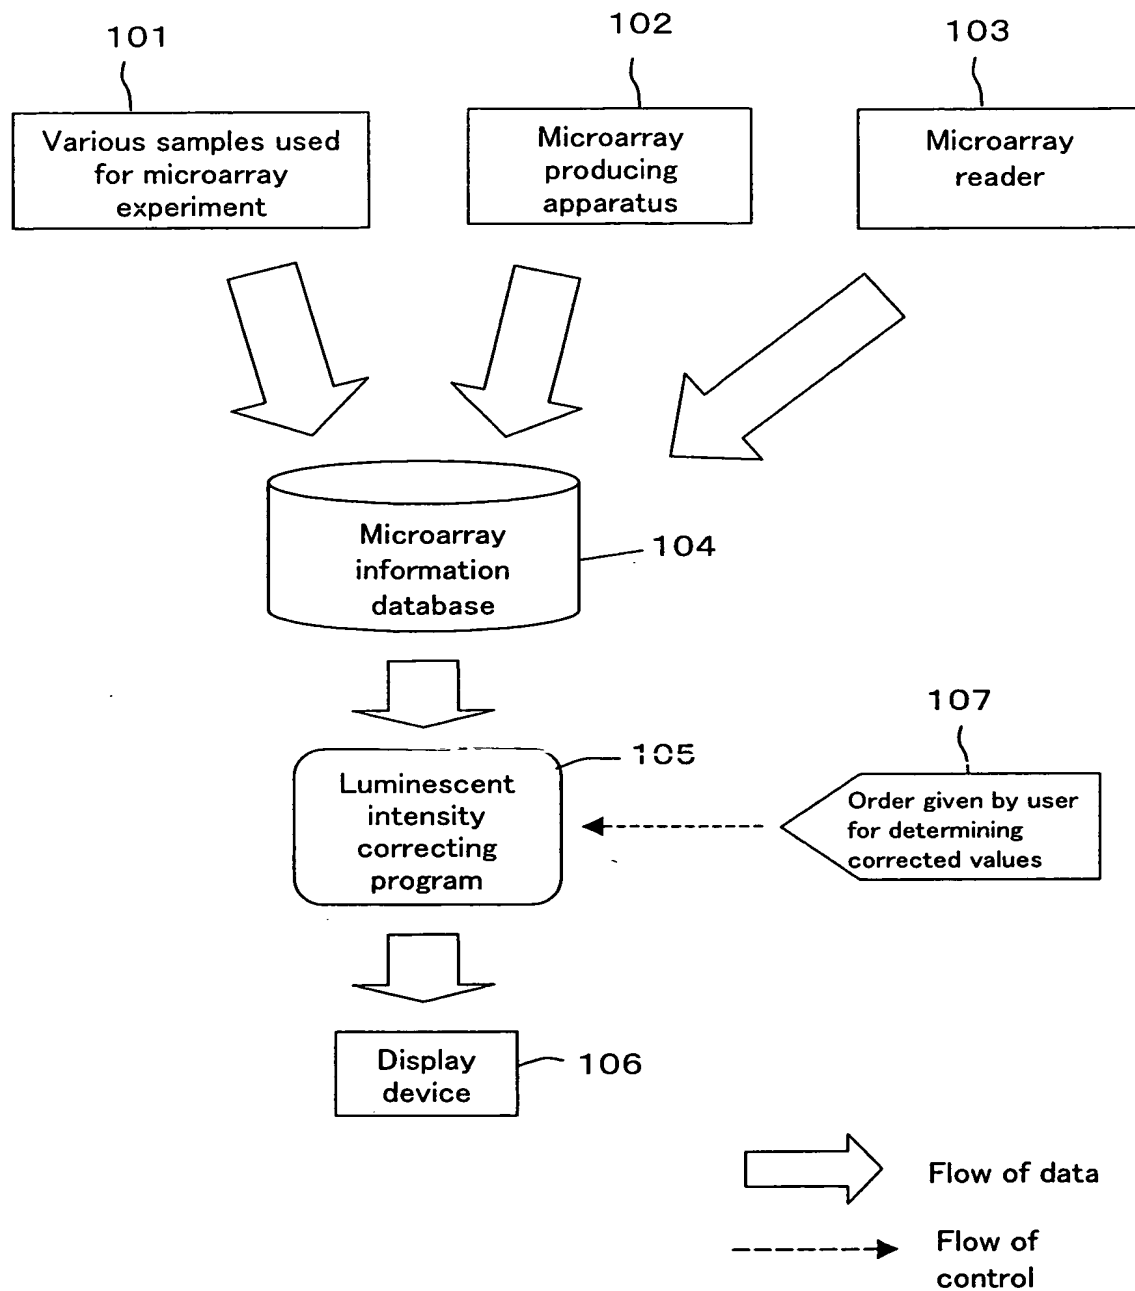 101
102
103
Various samples used
for microarray
experiment
Microarray
producing
apparatus
Microarray
reader
Microarray
information
database
104
107
105
Luminescent
intensity
correcting
program
Order given by user
for determining
corrected values
Display
device
106
Flow of data
Flow of
control